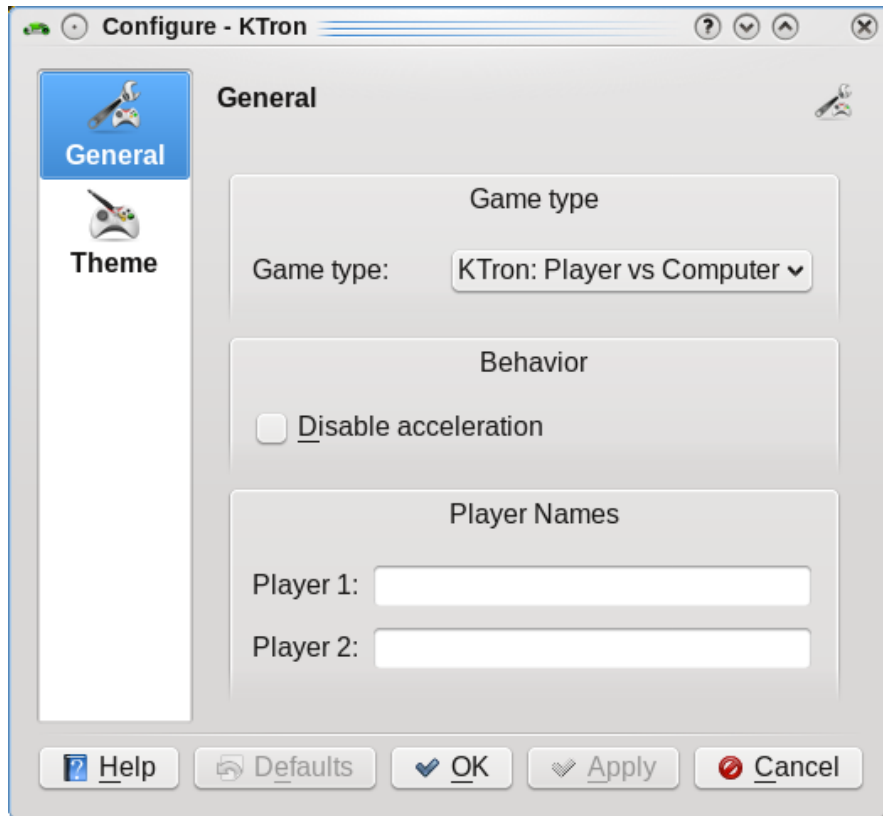 Configure - KTron
General
Theme
General
Game type
Game type: KTron: Player vs Computer
Behavior
Disable acceleration
Player Names
Player 1:
Player 2:
Help Defaults OK Apply Cancel